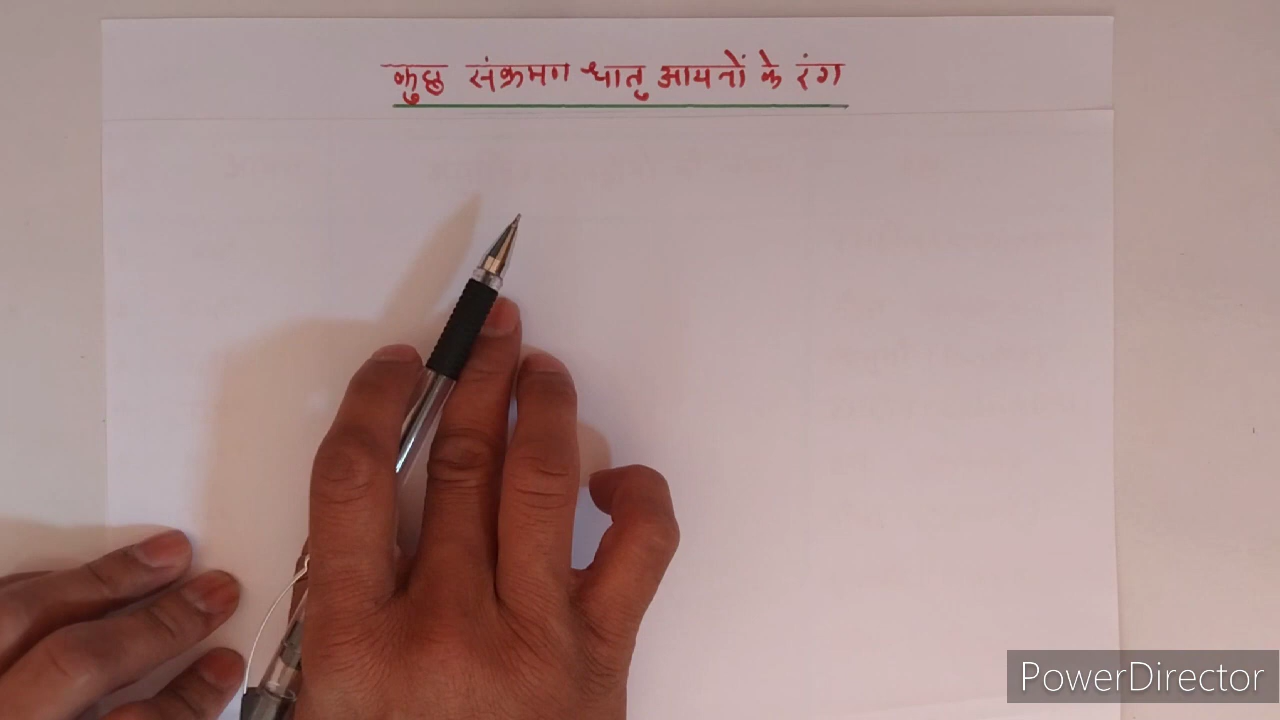 कुछ संक्रमण धातु आयनों के रंग
PowerDirector